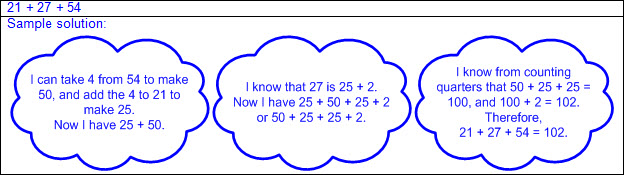 21 + 27 + 54
Sample solution:
I can take 4 from 54 to make
50, and add the 4 to 21 to
make 25.
Now I have 25 + 50.
I know that 27 is 25 + 2.
Now I have 25 + 50 + 25 + 2
or 50 + 25 + 25 + 2.
I know from counting
quarters that 50 + 25 + 25 =
100, and 100 + 2 = 102.
Therefore,
21 + 27 + 54 = 102.